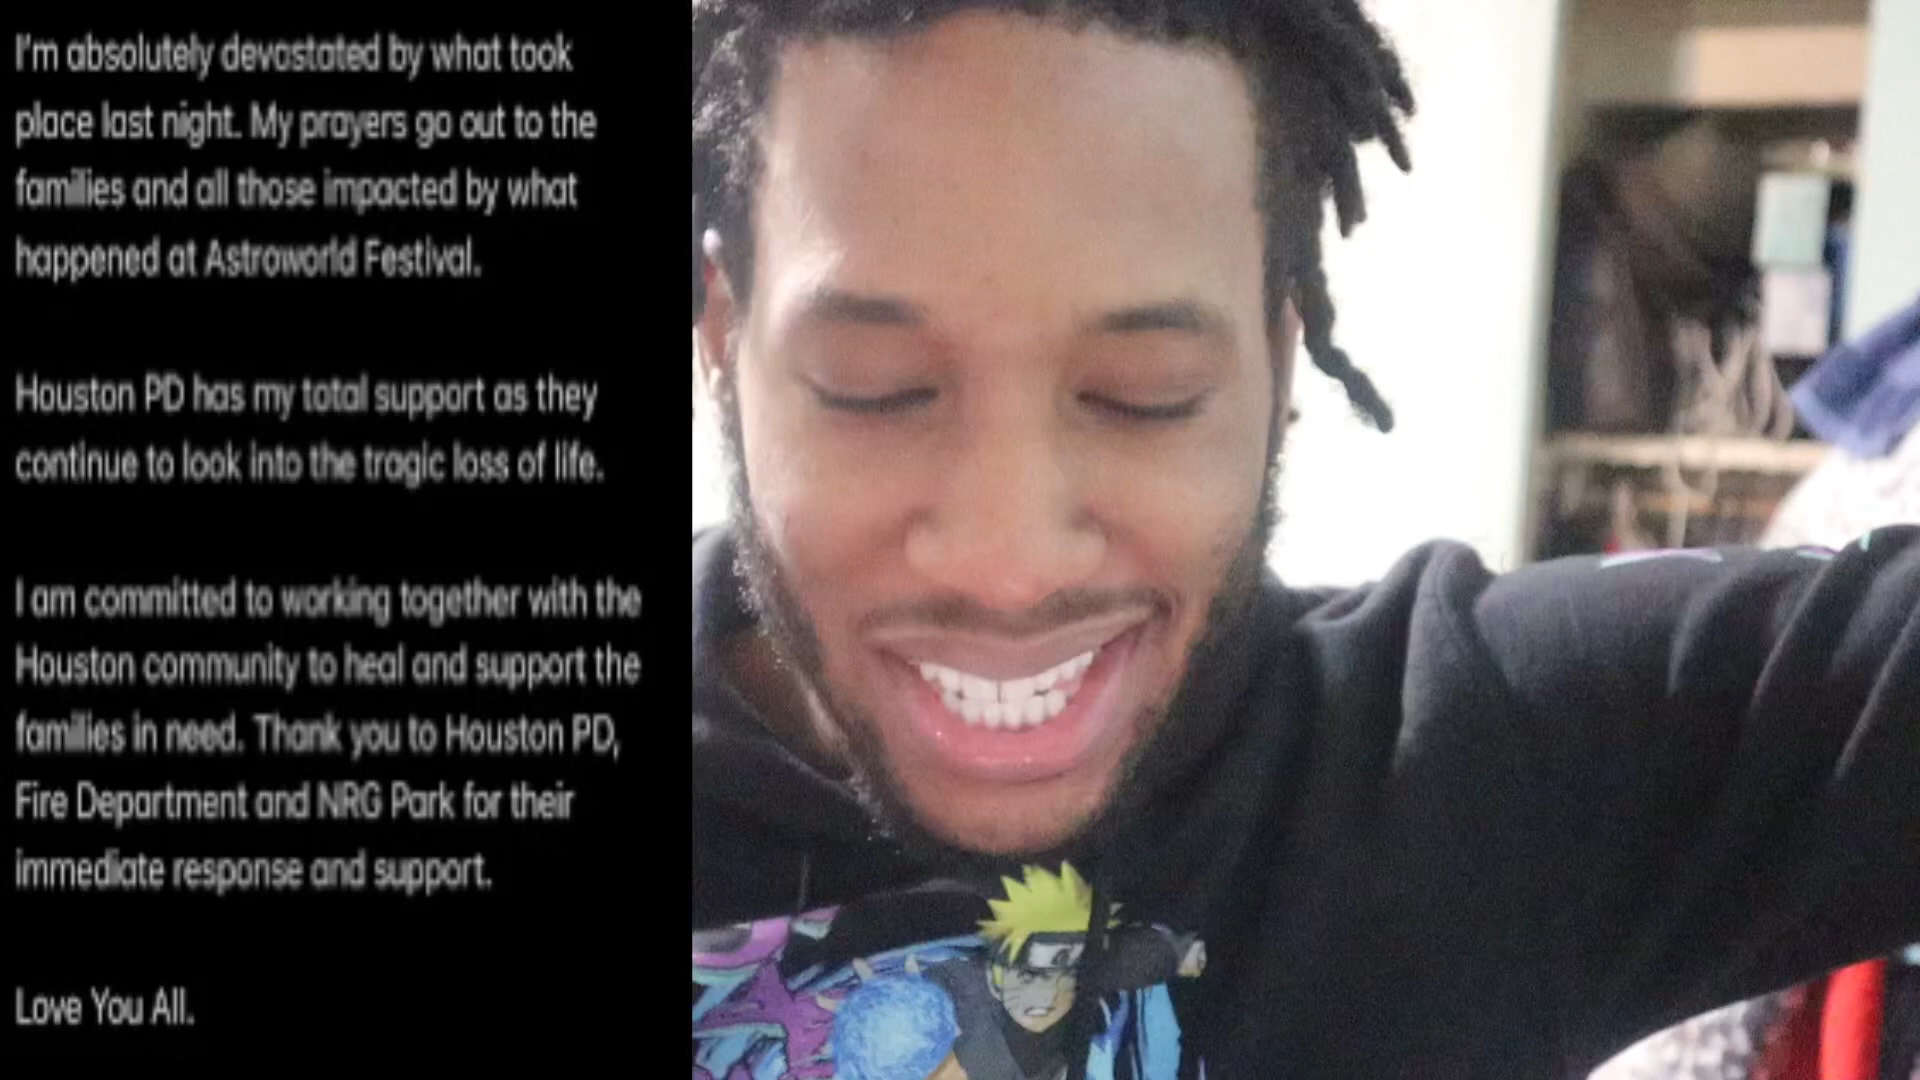 I'm absolutely devastated by what took
place last night. My prayers go out to the
families and all those impacted by what
happened at Astroworld Festival.
Houston PD has my total support as they
continue to look into the tragic loss of life.
I am committed to working together with the
Houston community to heal and support the
families in need. Thank you to Houston PD,
Fire Department and NRG Park for their
immediate response and support.
Love You All.